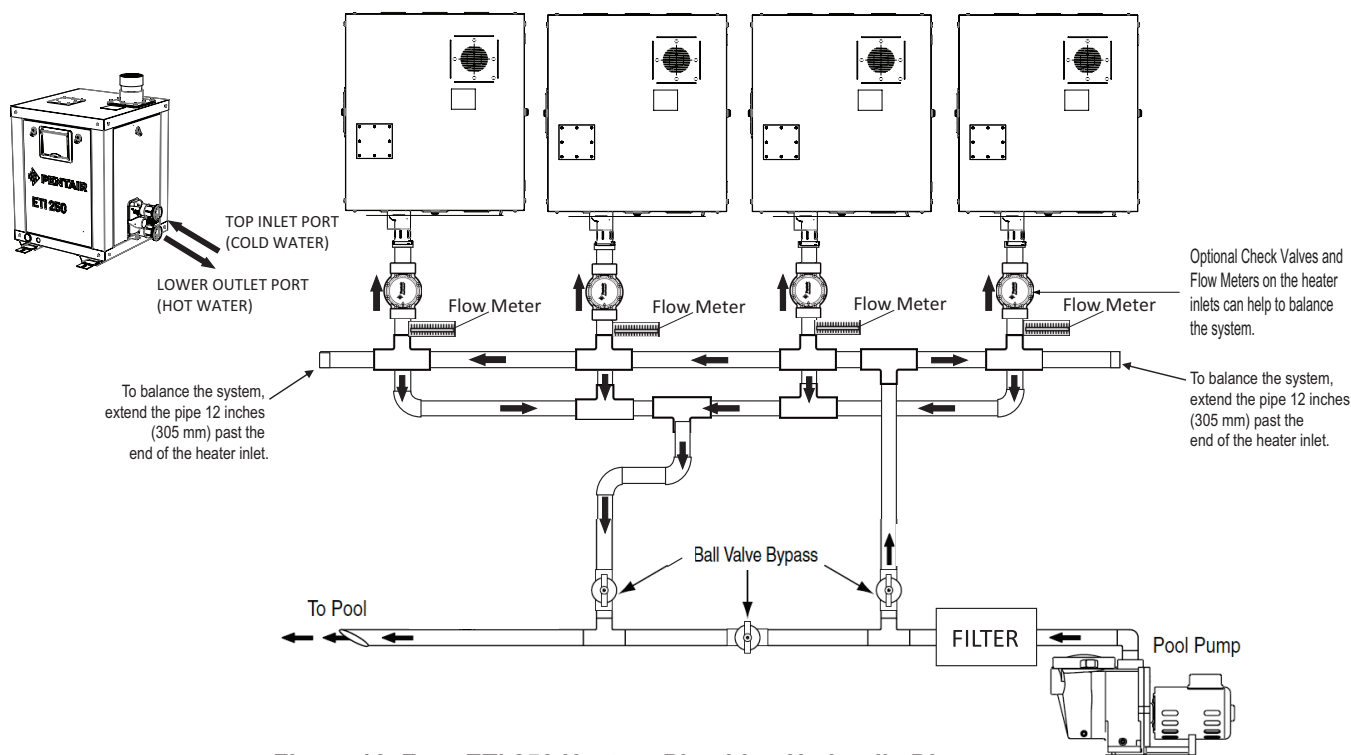 PENTAIR
ETI 250
TOP INLET PORT
(COLD WATER)
LOWER OUTLET PORT
(HOT WATER)
Flow Meter
Flow Meter
Flow Meter
Flow Meter
Optional Check Valves and
Flow Meters on the heater
inlets can help to balance
the system.
To balance the system,
extend the pipe 12 inches
(305 mm) past the
end of the heater inlet.
To balance the system,
extend the pipe 12 inches
(305 mm) past the
end of the heater inlet.
Ball Valve Bypass
To Pool
FILTER
Pool Pump